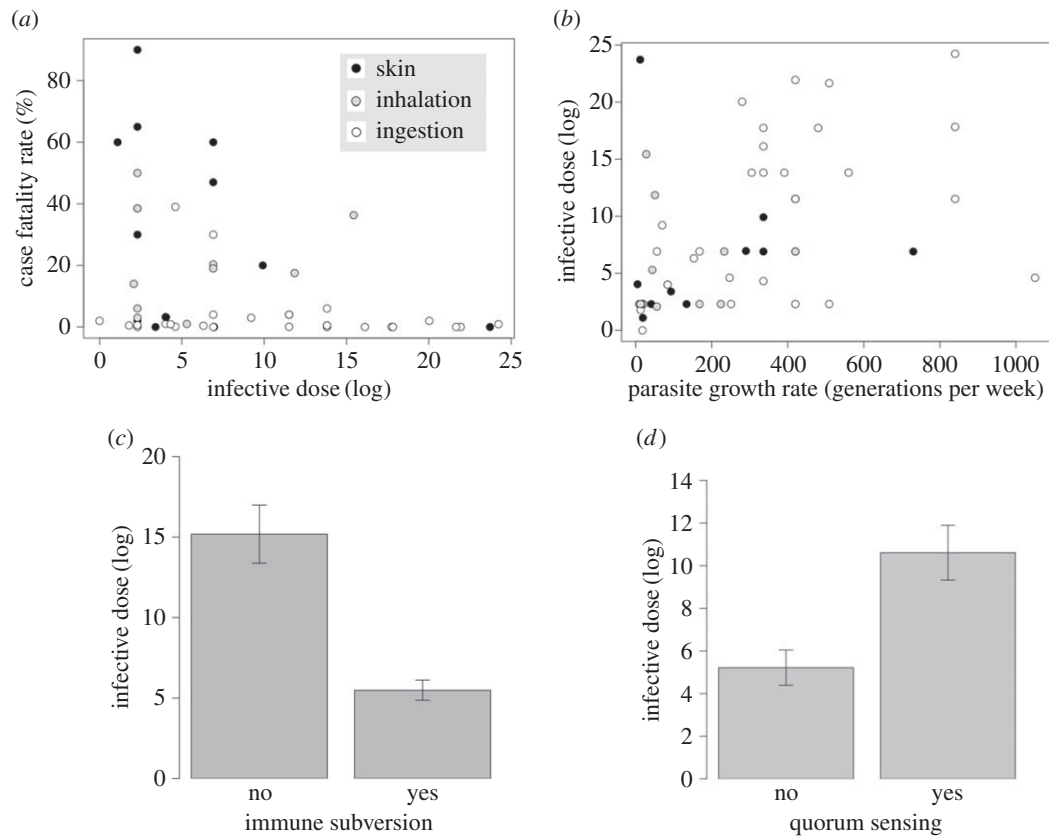 (a)
case fatality rate (%)
80
60
40
20
0
skin
inhalation
ingestion
0 5 10 15 20 25
infective dose (log)
(b)
infective dose (log)
25
20
15
10
5
0
0 200 400 600 800 1000
parasite growth rate (generations per week)
(c)
infective dose (log)
20
15
10
5
0
no yes
immune subversion
(d)
infective dose (log)
14
12
10
8
6
4
2
0
no yes
quorum sensing